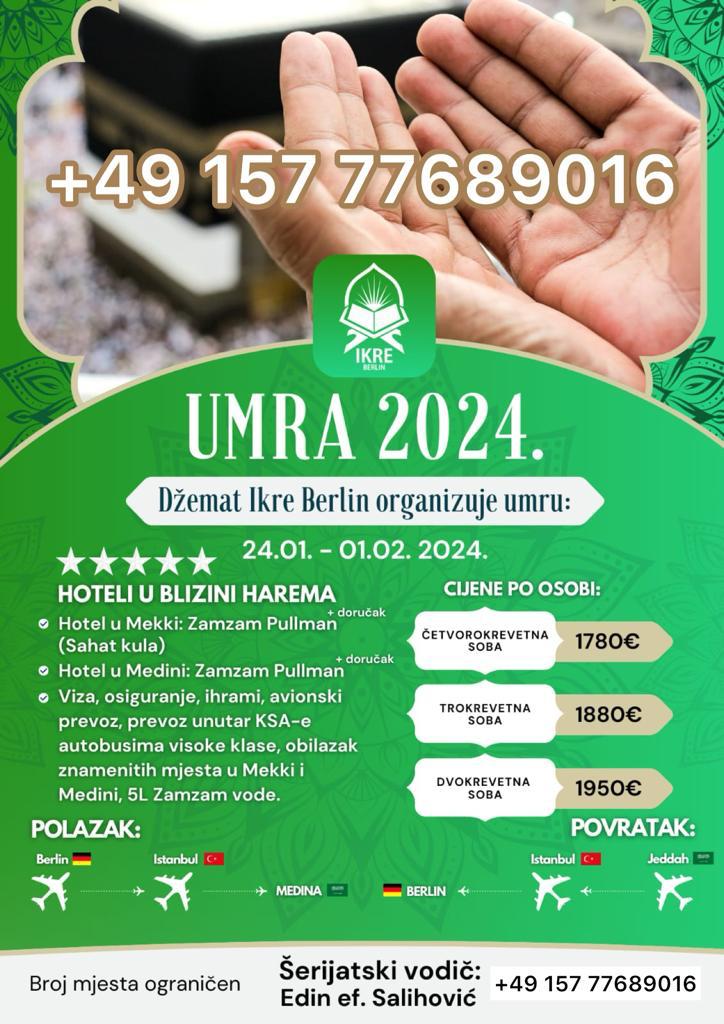 +49 157 77689016
IKRE
BERLIN
UMRA 2024.
Džemat Ikre Berlin organizuje umru:
24.01. - 01.02. 2024.
HOTELI U BLIZINI HAREMA
Hotel u Mekki: Zamzam Pullman + doručak
(Sahat kula)
Hotel u Medini: Zamzam Pullman + doručak
Viza, osiguranje, ihrami, avionski
prevoz, prevoz unutar KSA-e
autobusima visoke klase, obilazak
znamenitih mjesta u Mekki i
Medini, 5L Zamzam vode.
CIJENE PO OSOBI:
ČETVOROKREVETNA
SOBA
1780€
TROKREVETNA
SOBA
1880€
DVOKREVETNA
SOBA
1950€
POLAZAK:
Berlin
Istanbul
MEDINA
POVRATAK:
Istanbul
Jeddah
BERLIN
Broj mjesta ograničen
Šerijatski vodič:
Edin ef. Salihović
+49 157 77689016